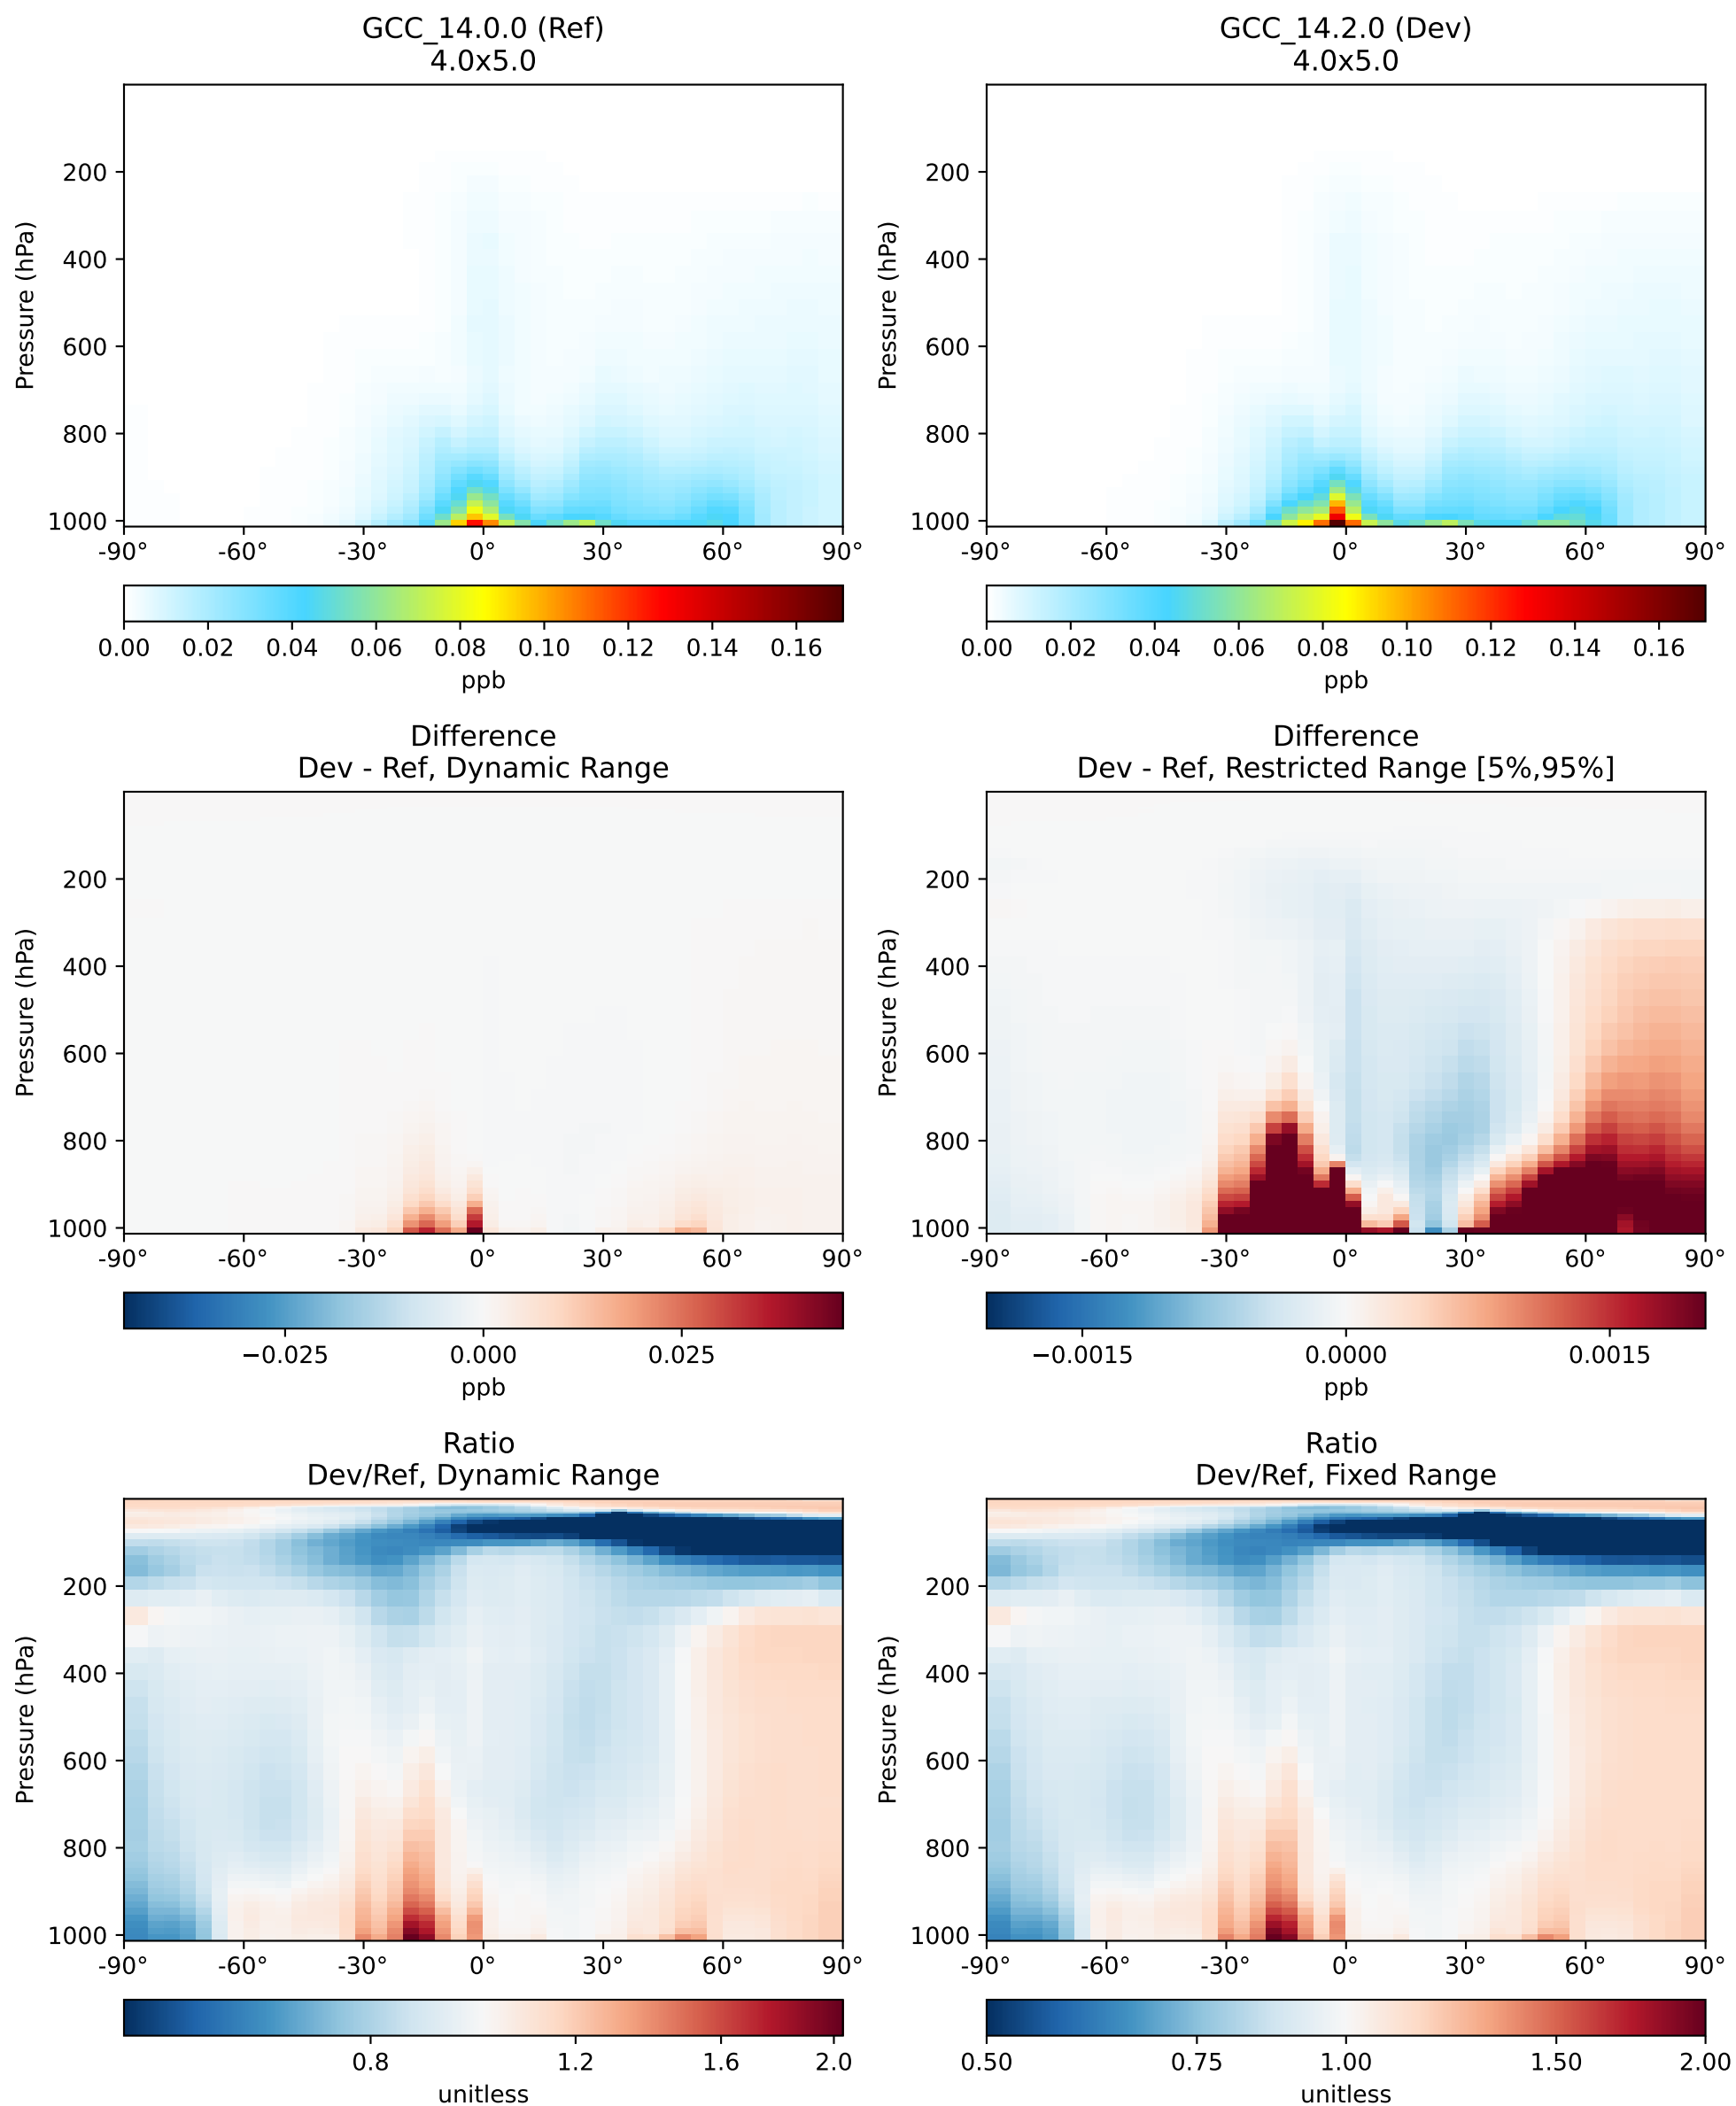 GCC_14.0.0 (Ref)
4.0x5.0
Pressure (hPa)
200
400
600
800
1000
-90° -60° -30° 0° 30° 60° 90°
0.00 0.02 0.04 0.06 0.08 0.10 0.12 0.14 0.16
ppb
GCC_14.2.0 (Dev)
4.0x5.0
Pressure (hPa)
200
400
600
800
1000
-90° -60° -30° 0° 30° 60° 90°
0.00 0.02 0.04 0.06 0.08 0.10 0.12 0.14 0.16
ppb
Difference
Dev - Ref, Dynamic Range
Pressure (hPa)
200
400
600
800
1000
-90° -60° -30° 0° 30° 60° 90°
−0.025 0.000 0.025
ppb
Difference
Dev - Ref, Restricted Range [5%,95%]
Pressure (hPa)
200
400
600
800
1000
-90° -60° -30° 0° 30° 60° 90°
−0.0015 0.0000 0.0015
ppb
Ratio
Dev/Ref, Dynamic Range
Pressure (hPa)
200
400
600
800
1000
-90° -60° -30° 0° 30° 60° 90°
0.8 1.2 1.6 2.0
unitless
Ratio
Dev/Ref, Fixed Range
Pressure (hPa)
200
400
600
800
1000
-90° -60° -30° 0° 30° 60° 90°
0.50 0.75 1.00 1.50 2.00
unitless